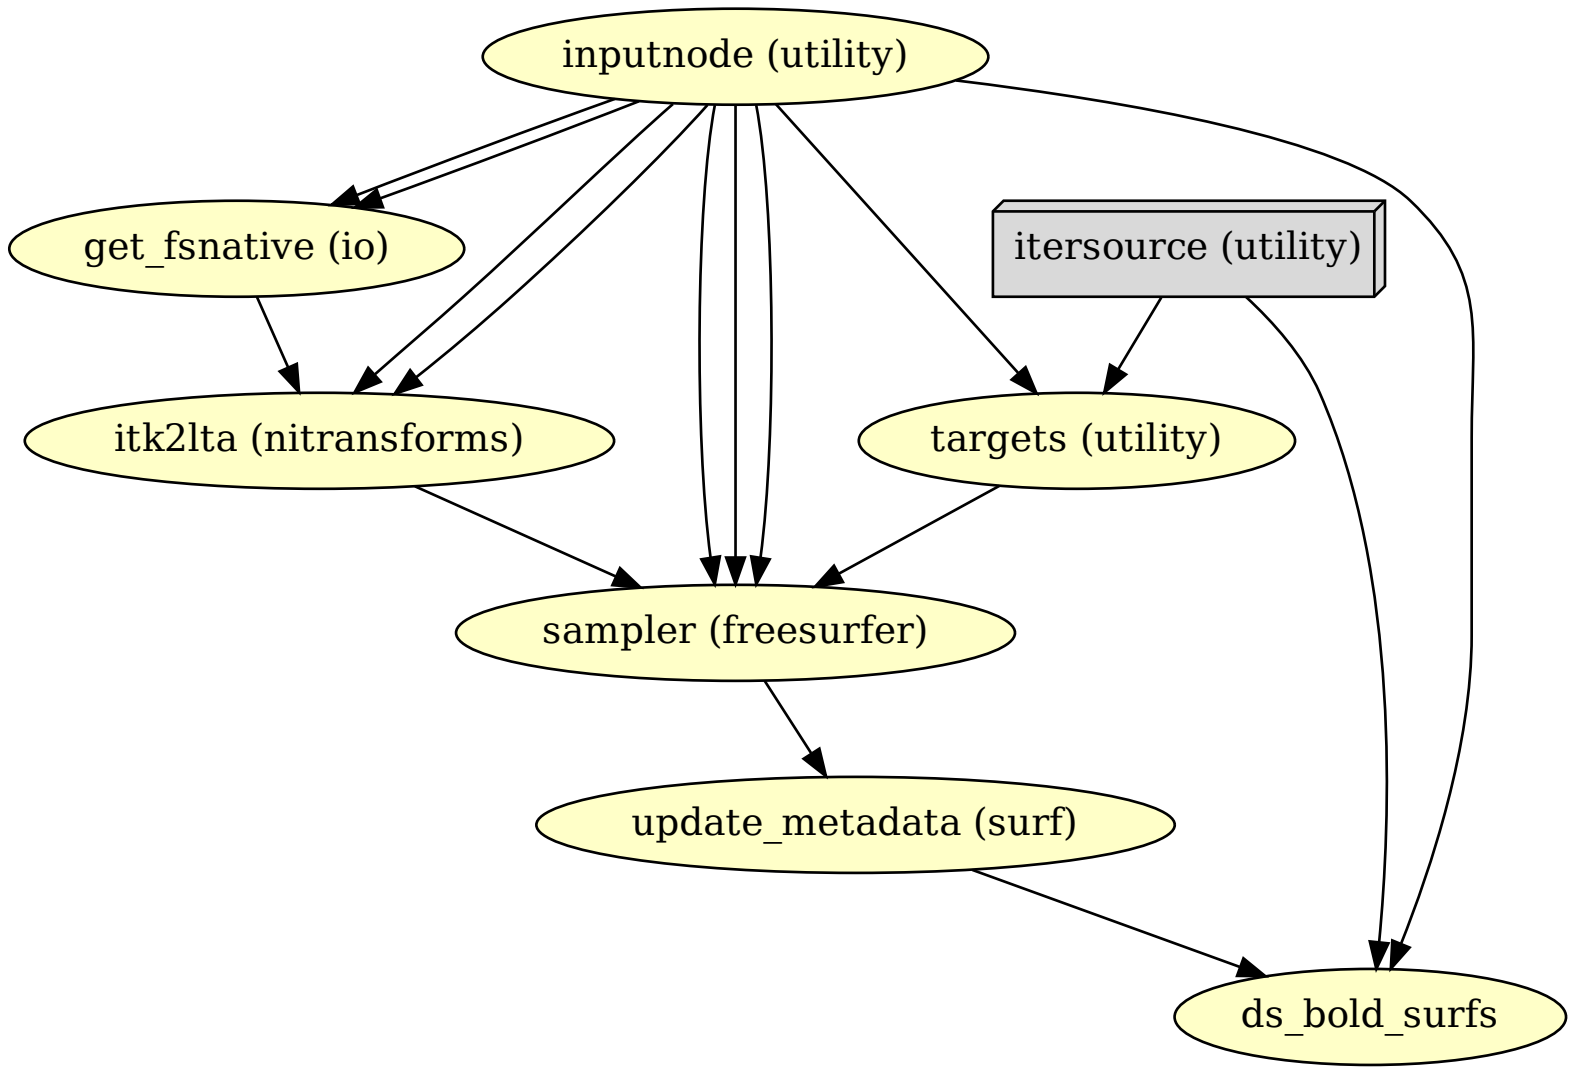 inputnode (utility)
get_fsnative (io)
itersource (utility)
itk2lta (nitransforms)
targets (utility)
sampler (freesurfer)
update_metadata (surf)
ds_bold_surfs